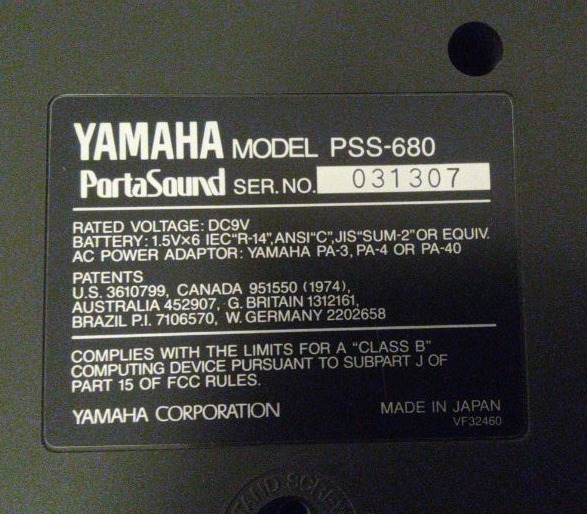 YAMAHA MODEL PSS-680
PortaSound SER. NO. 031307
RATED VOLTAGE: DC9V
BATTERY: 1.5V×6 IEC"R-14",ANSI"C",JIS"SUM-2"OR EQUIV.
AC POWER ADAPTOR: YAMAHA PA-3, PA-4 OR PA-40
PATENTS
U.S. 3610799, CANADA 951550 (1974),
AUSTRALIA 452907, G. BRITAIN 1312161,
BRAZIL P.I. 7106570, W. GERMANY 2202658
COMPLIES WITH THE LIMITS FOR A "CLASS B"
COMPUTING DEVICE PURSUANT TO SUBPART J OF
PART 15 OF FCC RULES.
YAMAHA CORPORATION
MADE IN JAPAN
VF32460
STAND SCREW